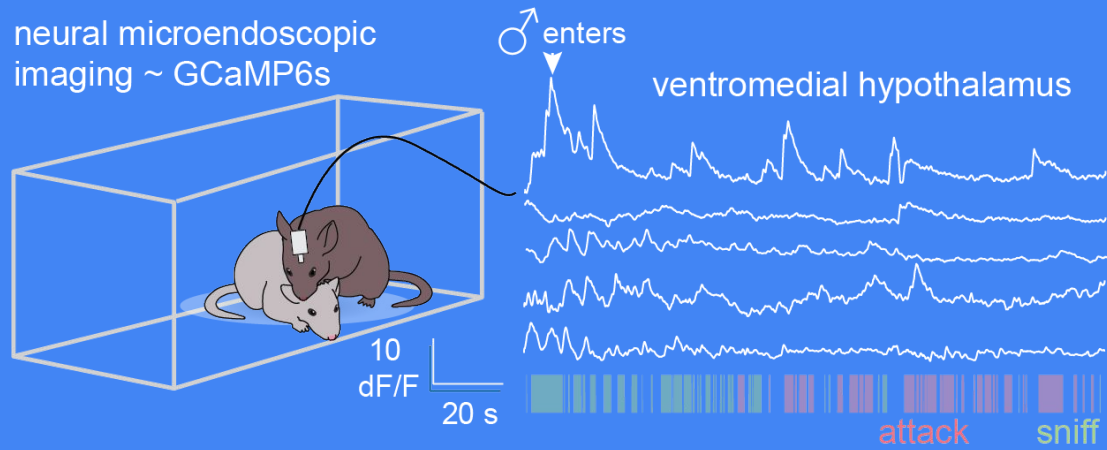 neural microendoscopic
imaging ~ GCaMP6s
♂ enters
ventromedial hypothalamus
10
dF/F
20 s
attack
sniff